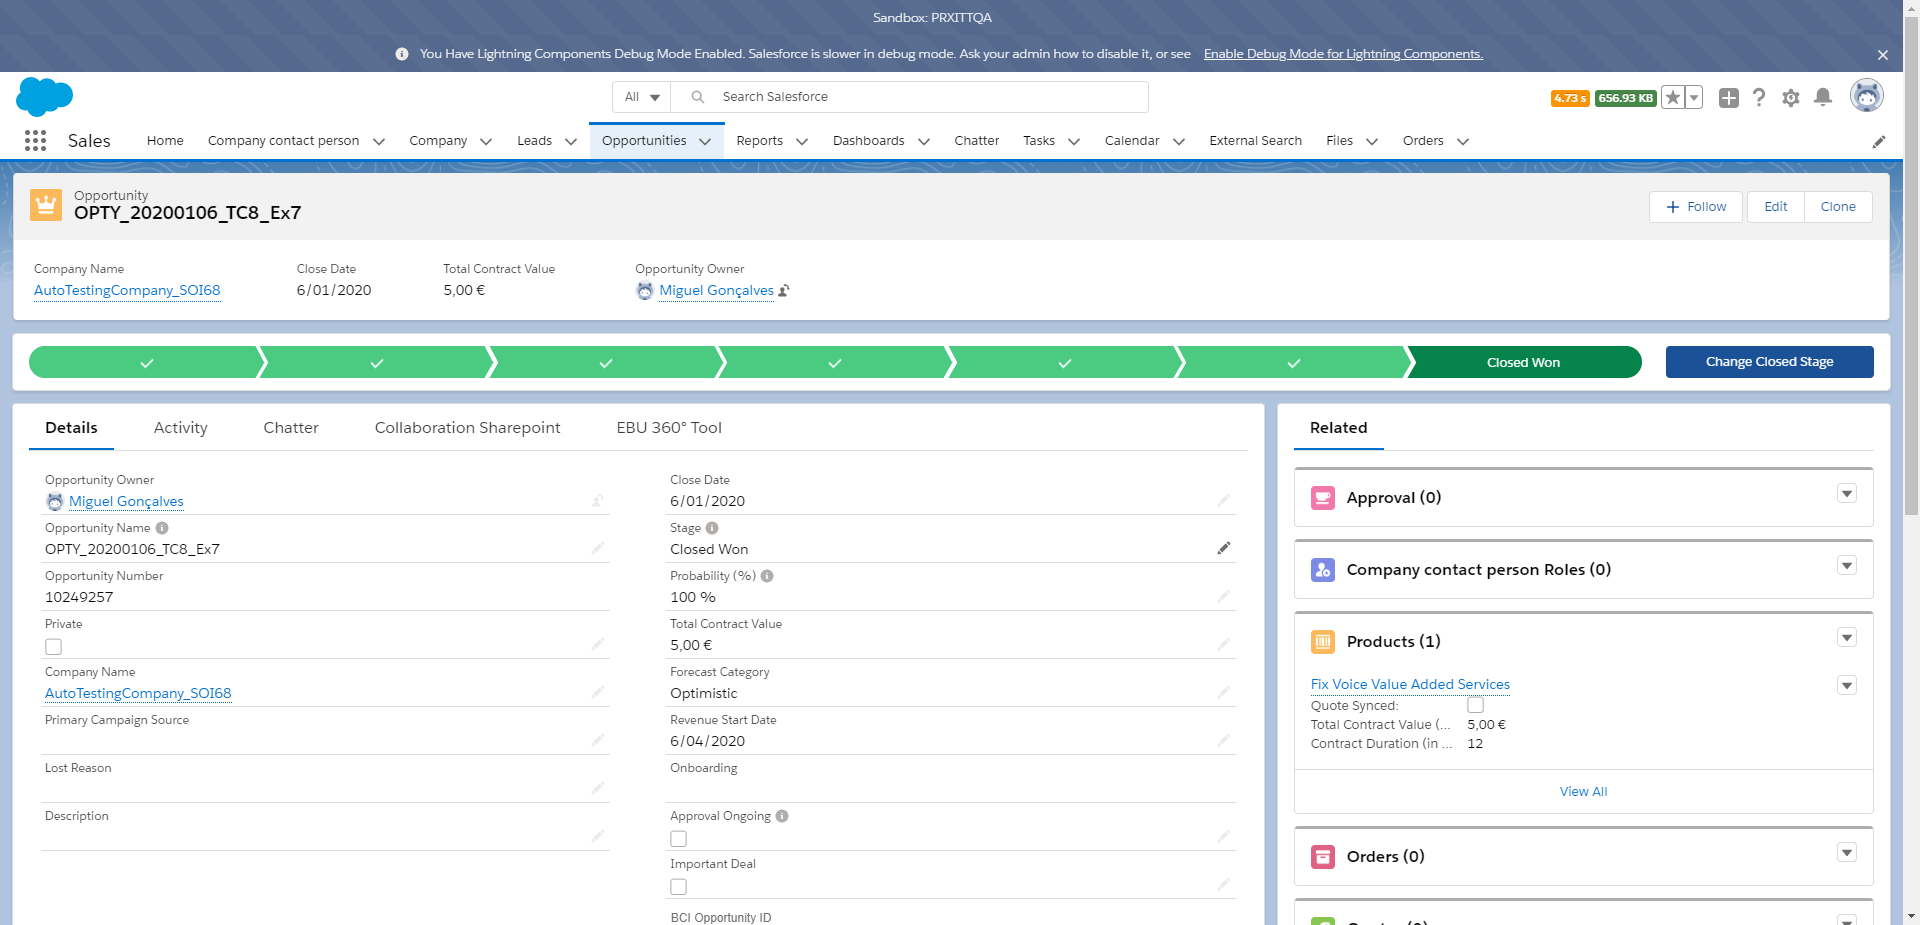 Sandbox: PRXITTQA
You Have Lightning Components Debug Mode Enabled. Salesforce is slower in debug mode. Ask your admin how to disable it, or see Enable Debug Mode for Lightning Components.
All
Search Salesforce
4.73 s 656.93 KB
Sales Home Company contact person Company Leads Opportunities Reports Dashboards Chatter Tasks Calendar External Search Files Orders
Opportunity
OPTY_20200106_TC8_Ex7
Follow Edit Clone
Company Name Close Date Total Contract Value Opportunity Owner
AutoTestingCompany_SOI68 6/01/2020 5,00 € Miguel Gonçalves
Closed Won
Change Closed Stage
Details Activity Chatter Collaboration Sharepoint EBU 360° Tool
Opportunity Owner
Miguel Gonçalves
Opportunity Name
OPTY_20200106_TC8_Ex7
Opportunity Number
10249257
Private
Company Name
AutoTestingCompany_SOI68
Primary Campaign Source
Lost Reason
Description
Close Date
6/01/2020
Stage
Closed Won
Probability (%)
100 %
Total Contract Value
5,00 €
Forecast Category
Optimistic
Revenue Start Date
6/04/2020
Onboarding
Approval Ongoing
Important Deal
BCI Opportunity ID
Related
Approval (0)
Company contact person Roles (0)
Products (1)
Fix Voice Value Added Services
Quote Synced:
Total Contract Value (... 5,00 €
Contract Duration (in ... 12
View All
Orders (0)